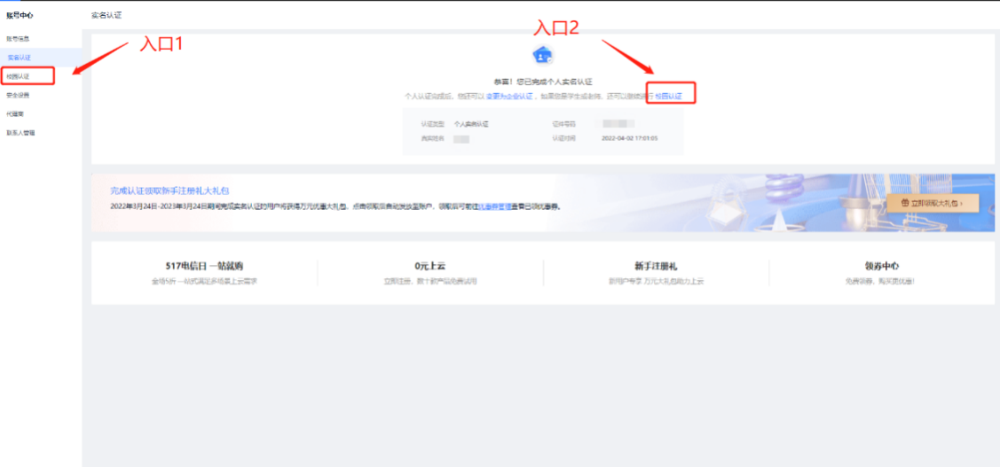 账号中心
实名认证
账号信息
实名认证
校园认证
安全设置
代理商
联系人管理
入口1
入口2
恭喜！您已完成个人实名认证
个人认证完成后，您还可以 变更为企业认证 ，如果您是学生或老师，还可以继续进行 校园认证
认证类型 个人实名认证 证件号码
真实姓名 认证时间 2022-04-02 17:01:05
完成认证领取新手注册礼大礼包
2022年3月24日-2023年3月24日期间完成实名认证的用户将获得万元优惠大礼包，点击领取后自动发放至账户，领取后可前往优惠券管理查看已领优惠券。
立即领取大礼包 ›
517电信日 一站就购
全场5折 一站式满足多场景上云需求
0元上云
立即注册，数十款产品免费试用
新手注册礼
新用户专享 万元大礼包助力上云
领券中心
免费领券，购买更优惠！